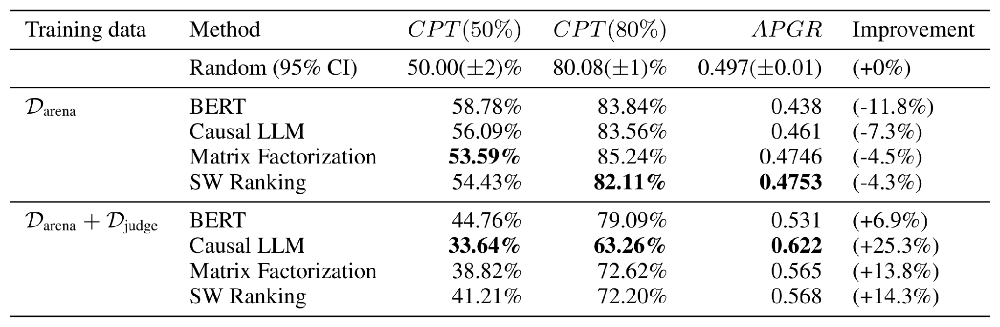 Training data Method CPT(50%) CPT(80%) APGR Improvement
Random (95% CI) 50.00(±2)% 80.08(±1)% 0.497(±0.01) (+0%)
𝒟arena BERT 58.78% 83.84% 0.438 (-11.8%)
Causal LLM 56.09% 83.56% 0.461 (-7.3%)
Matrix Factorization 53.59% 85.24% 0.4746 (-4.5%)
SW Ranking 54.43% 82.11% 0.4753 (-4.3%)
𝒟arena + 𝒟judge BERT 44.76% 79.09% 0.531 (+6.9%)
Causal LLM 33.64% 63.26% 0.622 (+25.3%)
Matrix Factorization 38.82% 72.62% 0.565 (+13.8%)
SW Ranking 41.21% 72.20% 0.568 (+14.3%)